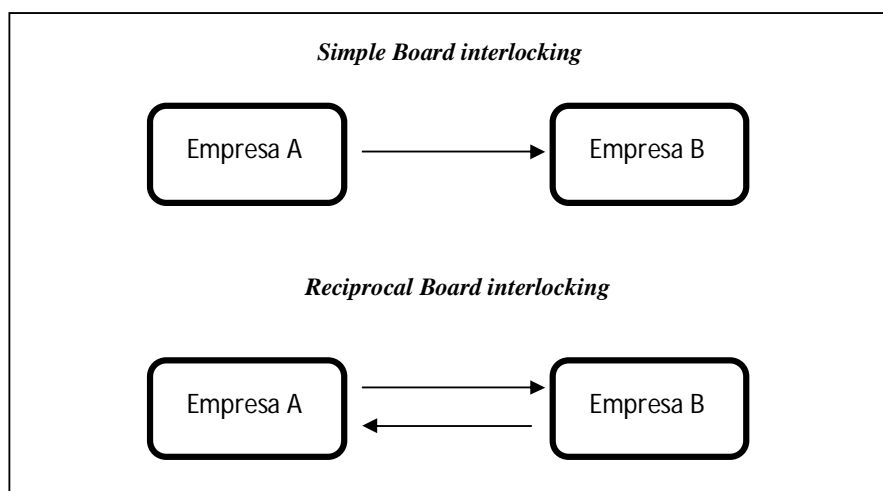 Simple Board interlocking
Empresa A Empresa B
Reciprocal Board interlocking
Empresa A Empresa B